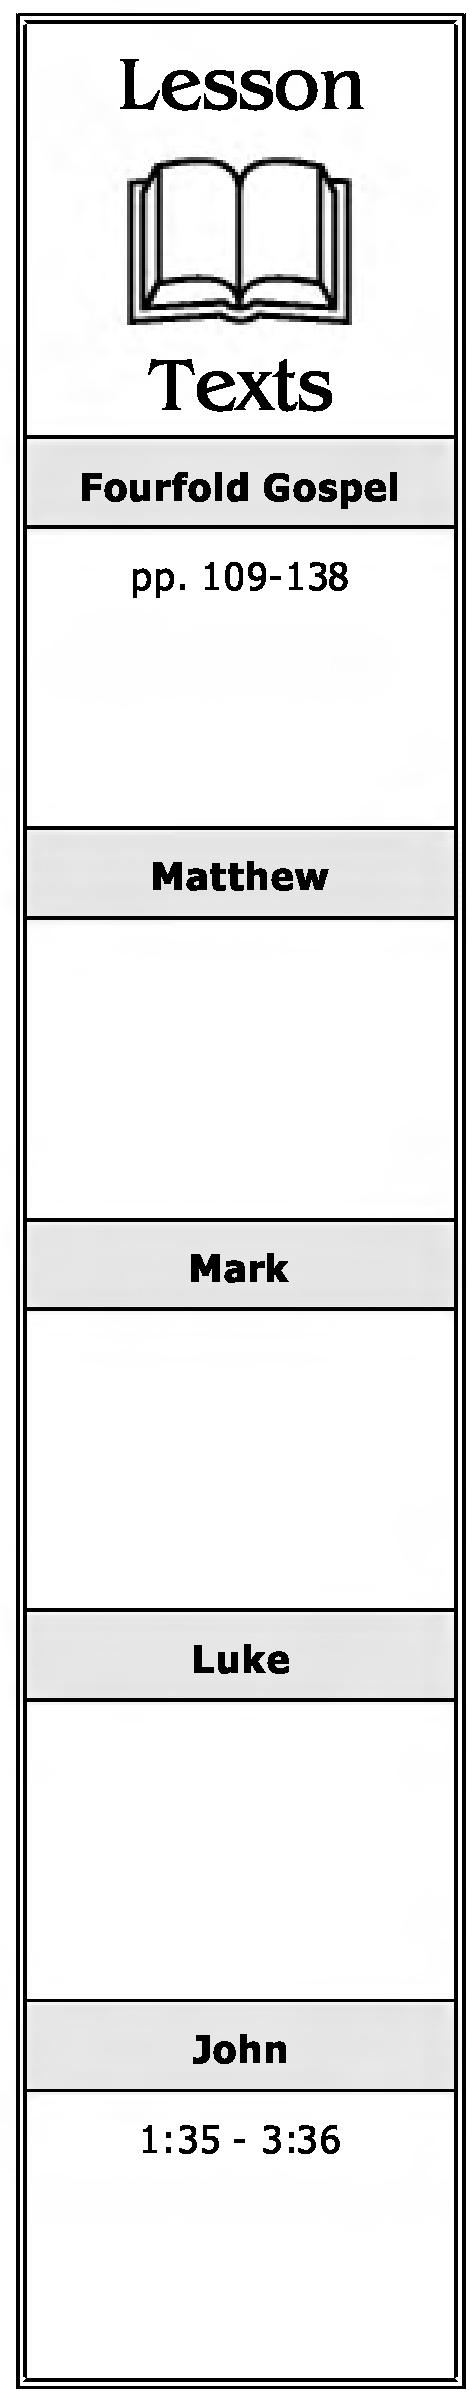 Lesson
Texts
Fourfold Gospel
pp. 109-138
Matthew
Mark
Luke
John
1:35 - 3:36